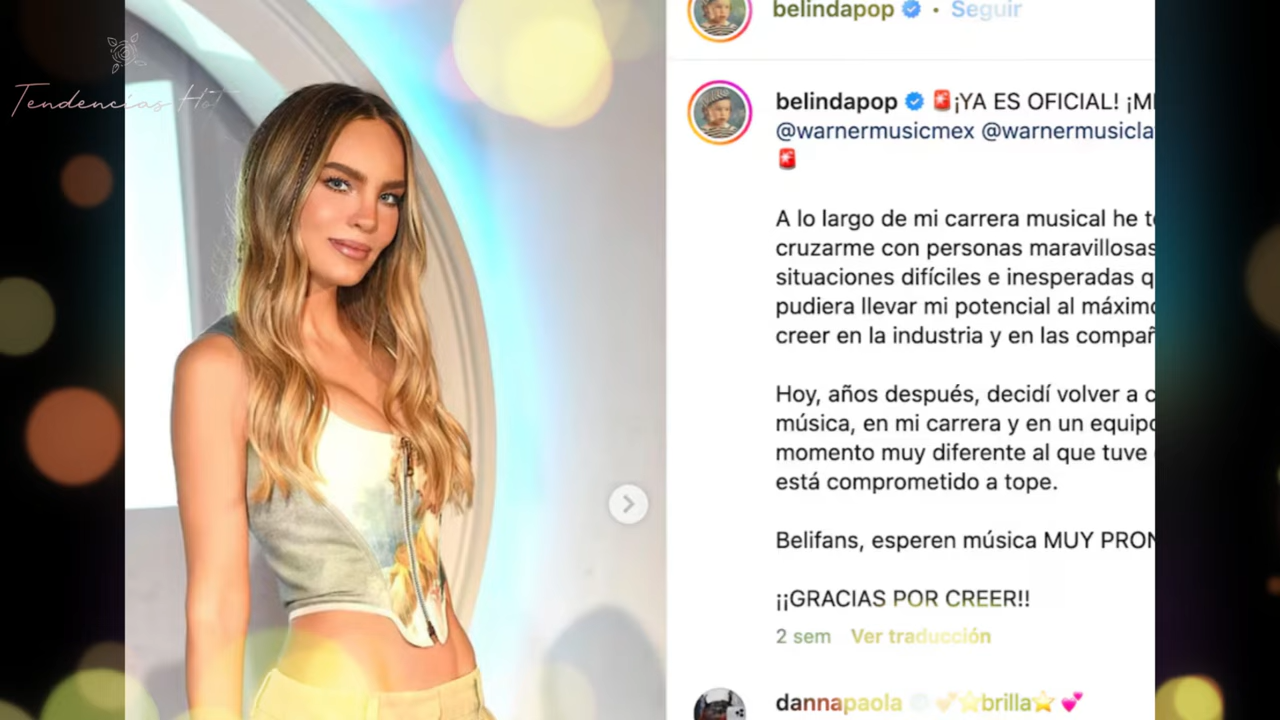 Tendencias Hot
belindapop • Seguir
belindapop 🚨¡YA ES OFICIAL!
@warnermusicmex
🚨
A lo largo de mi carrera musical he
cruzarme con personas maravillosas
situaciones difíciles e inesperadas
pudiera llevar mi potencial al máximo
creer en la industria y en las
Hoy, años después, decidí volver a
música, en mi carrera y en un equipo
momento muy diferente al que tuve
está comprometido a tope.
Belifans, esperen música MUY
¡¡GRACIAS POR CREER!!
2 sem Ver traducción
dannapaola 💕⭐brilla⭐💕